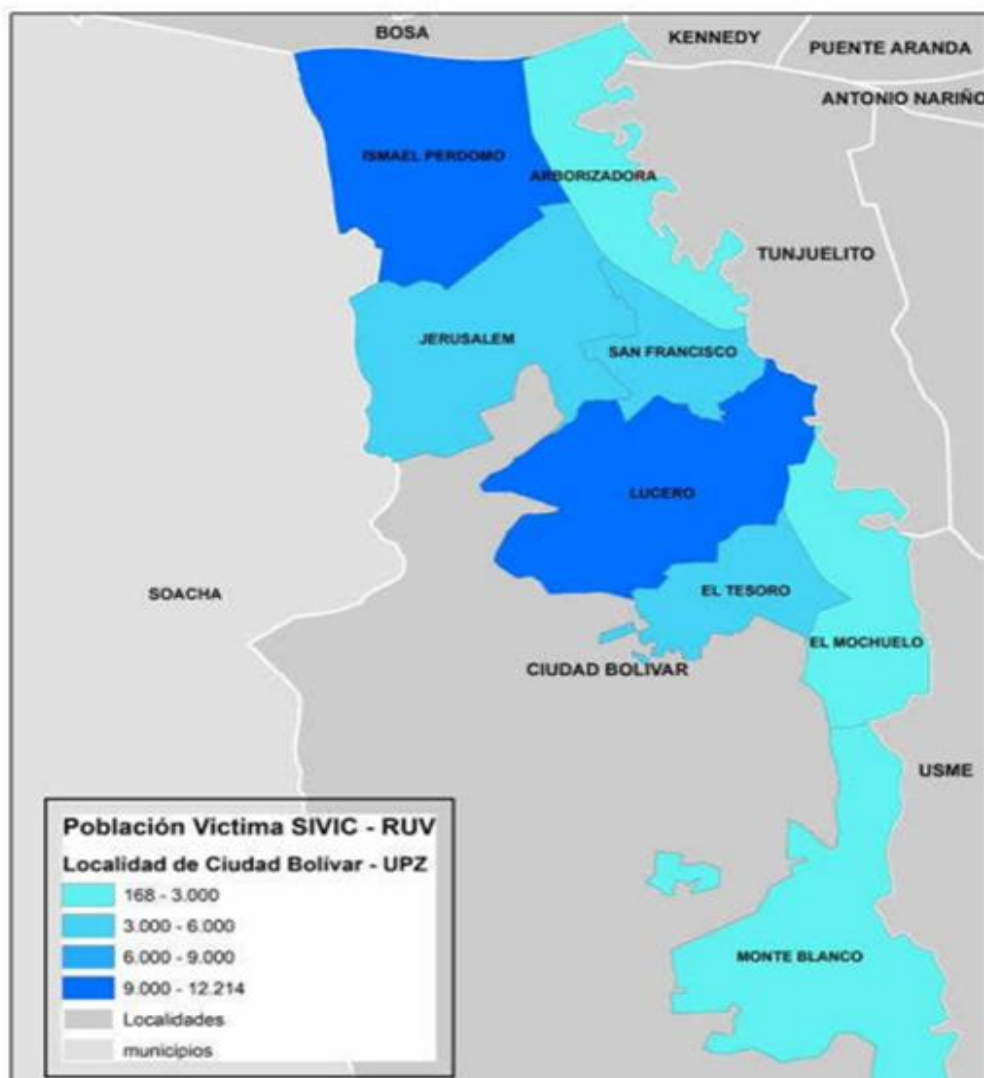 BOSA
KENNEDY
PUENTE ARANDA
ANTONIO NARIÑO
ISMAEL PERDOMO
ARBORIZADORA
TUNJUELITO
JERUSALEM
SAN FRANCISCO
LUCERO
SOACHA
EL TESORO
EL MOCHUELO
CIUDAD BOLIVAR
USME
MONTE BLANCO
Población Victima SIVIC - RUV
Localidad de Ciudad Bolívar - UPZ
168 - 3.000
3.000 - 6.000
6.000 - 9.000
9.000 - 12.214
Localidades
municipios